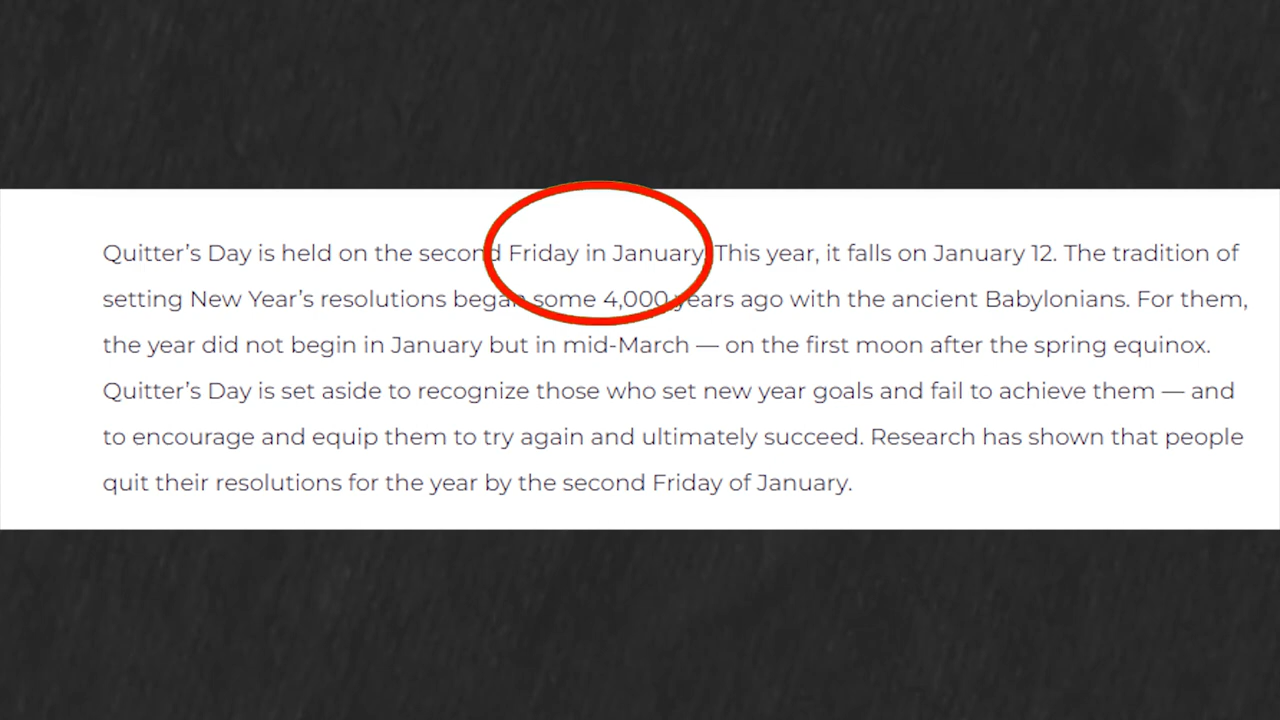 Quitter’s Day is held on the second Friday in January. This year, it falls on January 12. The tradition of
setting New Year’s resolutions began some 4,000 years ago with the ancient Babylonians. For them,
the year did not begin in January but in mid-March — on the first moon after the spring equinox.
Quitter’s Day is set aside to recognize those who set new year goals and fail to achieve them — and
to encourage and equip them to try again and ultimately succeed. Research has shown that people
quit their resolutions for the year by the second Friday of January.